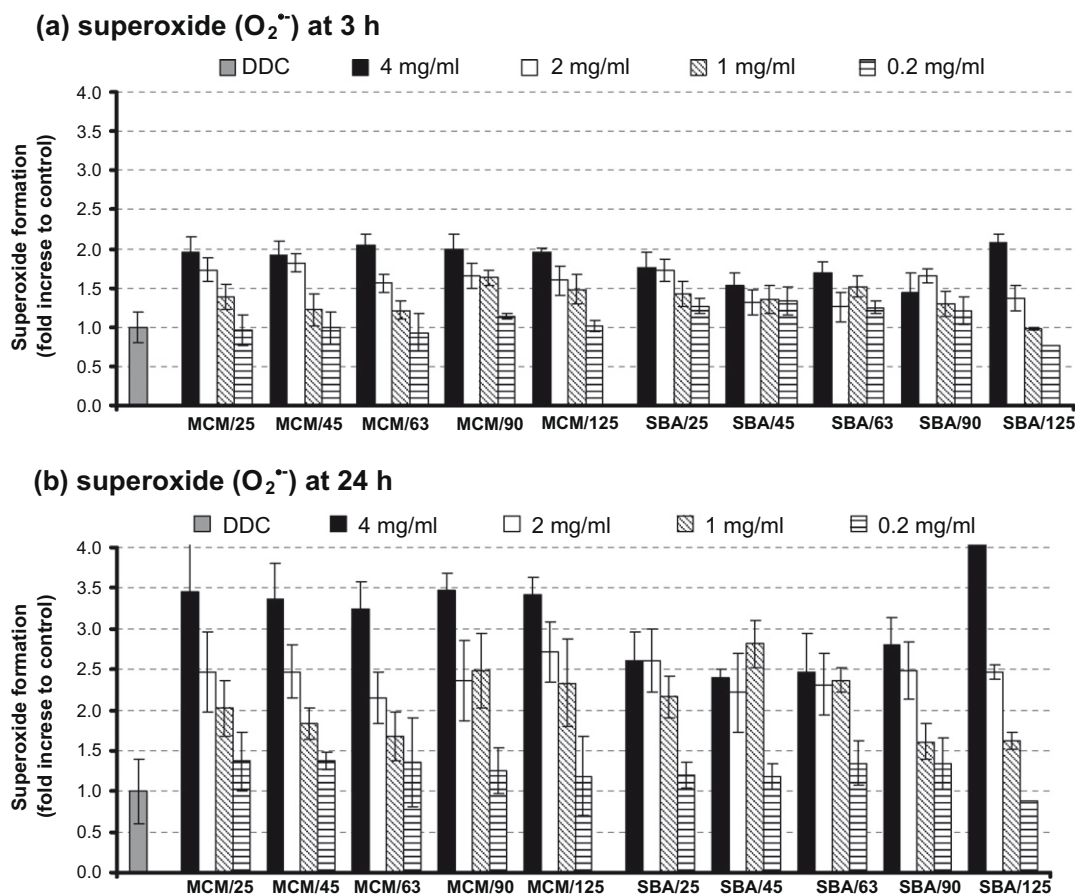 (a) superoxide (O₂•⁻) at 3 h
DDC 4 mg/ml 2 mg/ml 1 mg/ml 0.2 mg/ml
Superoxide formation
(fold increse to control)
4.0
3.5
3.0
2.5
2.0
1.5
1.0
0.5
0.0
MCM/25 MCM/45 MCM/63 MCM/90 MCM/125 SBA/25 SBA/45 SBA/63 SBA/90 SBA/125
(b) superoxide (O₂•⁻) at 24 h
DDC 4 mg/ml 2 mg/ml 1 mg/ml 0.2 mg/ml
Superoxide formation
(fold increase to control)
4.0
3.5
3.0
2.5
2.0
1.5
1.0
0.5
0.0
MCM/25 MCM/45 MCM/63 MCM/90 MCM/125 SBA/25 SBA/45 SBA/63 SBA/90 SBA/125